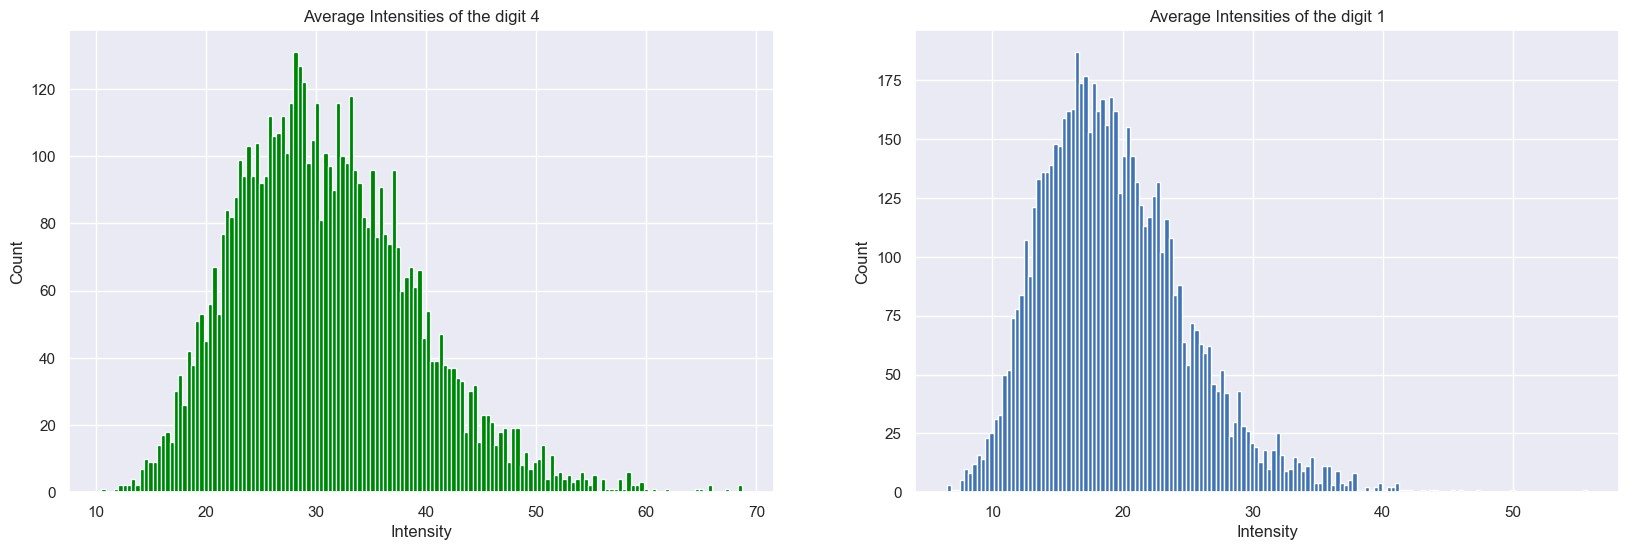 Average Intensities of the digit 4
120
100
80
60
40
20
0
Count
10 20 30 40 50 60 70
Intensity
Average Intensities of the digit 1
175
150
125
100
75
50
25
0
Count
10 20 30 40 50
Intensity